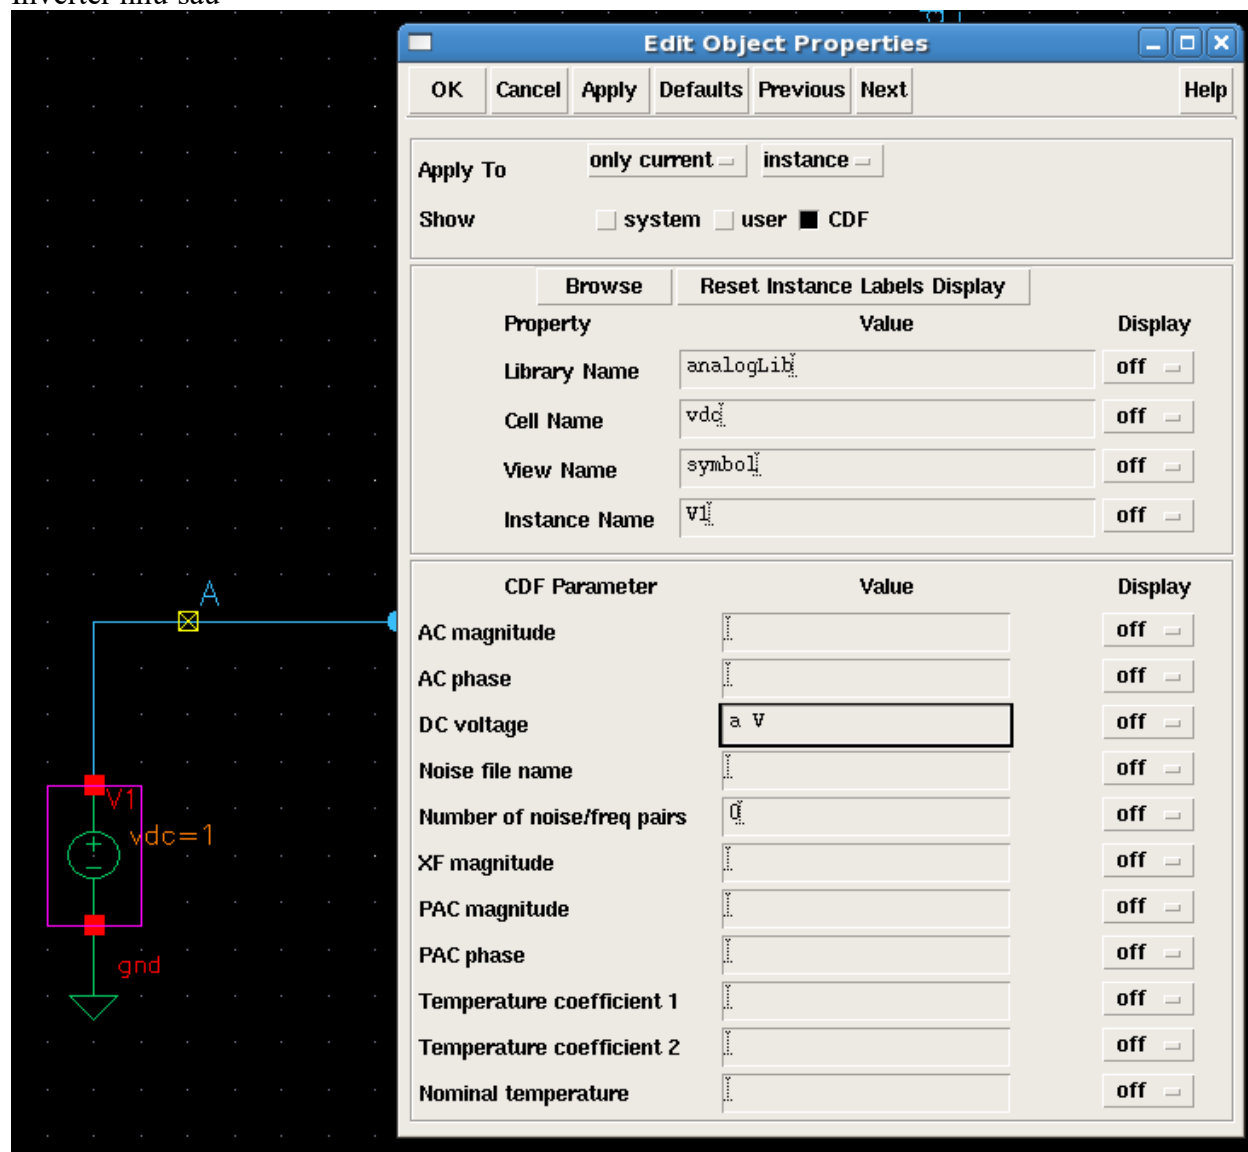 Inverter như sau
Edit Object Properties
OK Cancel Apply Defaults Previous Next Help
Apply To only current instance
Show system user CDF
Browse Reset Instance Labels Display
Property Value Display
Library Name analogLib off
Cell Name vdc off
View Name symbol off
Instance Name V1 off
CDF Parameter Value Display
AC magnitude off
AC phase off
DC voltage a V off
Noise file name off
Number of noise/freq pairs 0 off
XF magnitude off
PAC magnitude off
PAC phase off
Temperature coefficient 1 off
Temperature coefficient 2 off
Nominal temperature off
A
V1
vdc=1
gnd